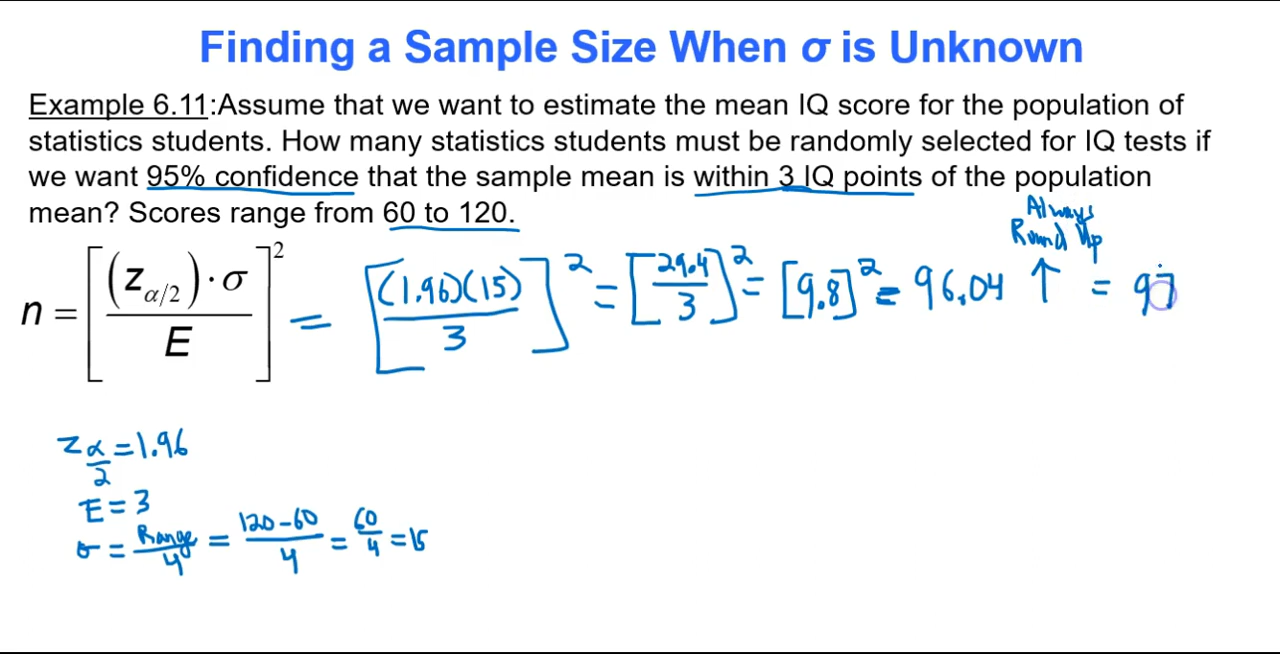 Finding a Sample Size When σ is Unknown
Example 6.11:Assume that we want to estimate the mean IQ score for the population of
statistics students. How many statistics students must be randomly selected for IQ tests if
we want 95% confidence that the sample mean is within 3 IQ points of the population
mean? Scores range from 60 to 120.
Always
Round Up
n = [(z_{α/2}) · σ / E]^2 = [(1.96)(15) / 3]^2 = [29.4 / 3]^2 = [9.8]^2 = 96.04 ↑ = 97
z_{α/2} = 1.96
E = 3
σ = Range/4 = 120-60/4 = 60/4 = 15